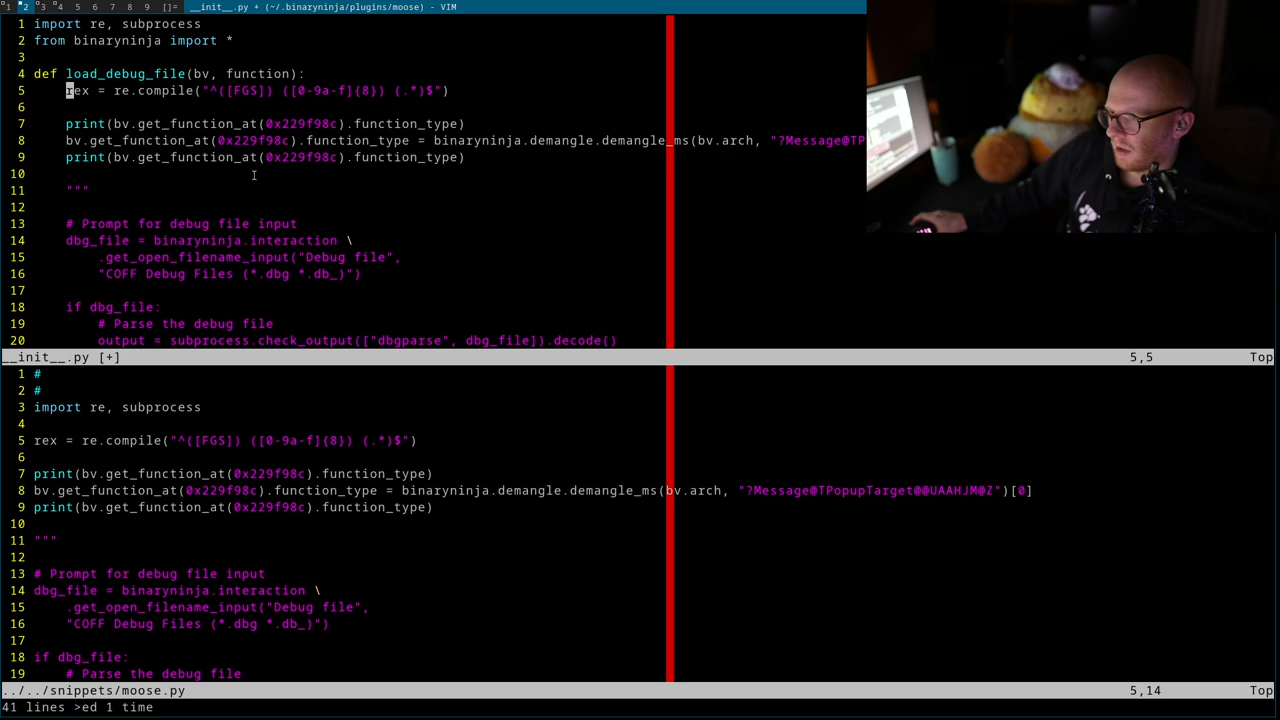 1 2 3 4 5 6 7 8 9 []= __init__.py + (~/.binaryninja/plugins/moose) - VIM
1 import re, subprocess
2 from binaryninja import *
3
4 def load_debug_file(bv, function):
5     rex = re.compile("^([FGS]) ([0-9a-f]{8}) (.*)$")
6
7     print(bv.get_function_at(0x229f98c).function_type)
8     bv.get_function_at(0x229f98c).function_type = binaryninja.demangle.demangle_ms(bv.arch, "?Message@TP
9     print(bv.get_function_at(0x229f98c).function_type)
10
11     """
12
13     # Prompt for debug file input
14     dbg_file = binaryninja.interaction \
15         .get_open_filename_input("Debug file",
16         "COFF Debug Files (*.dbg *.db_)")
17
18     if dbg_file:
19         # Parse the debug file
20         output = subprocess.check_output(["dbgparse", dbg_file]).decode()
__init__.py [+] 5,5 Top
1 #
2 #
3 import re, subprocess
4
5 rex = re.compile("^([FGS]) ([0-9a-f]{8}) (.*)$")
6
7 print(bv.get_function_at(0x229f98c).function_type)
8 bv.get_function_at(0x229f98c).function_type = binaryninja.demangle.demangle_ms(bv.arch, "?Message@TPopupTarget@@UAAHJM@Z")[0]
9 print(bv.get_function_at(0x229f98c).function_type)
10
11 """
12
13 # Prompt for debug file input
14 dbg_file = binaryninja.interaction \
15     .get_open_filename_input("Debug file",
16     "COFF Debug Files (*.dbg *.db_)")
17
18 if dbg_file:
19     # Parse the debug file
../../snippets/moose.py 5,14 Top
41 lines >ed 1 time